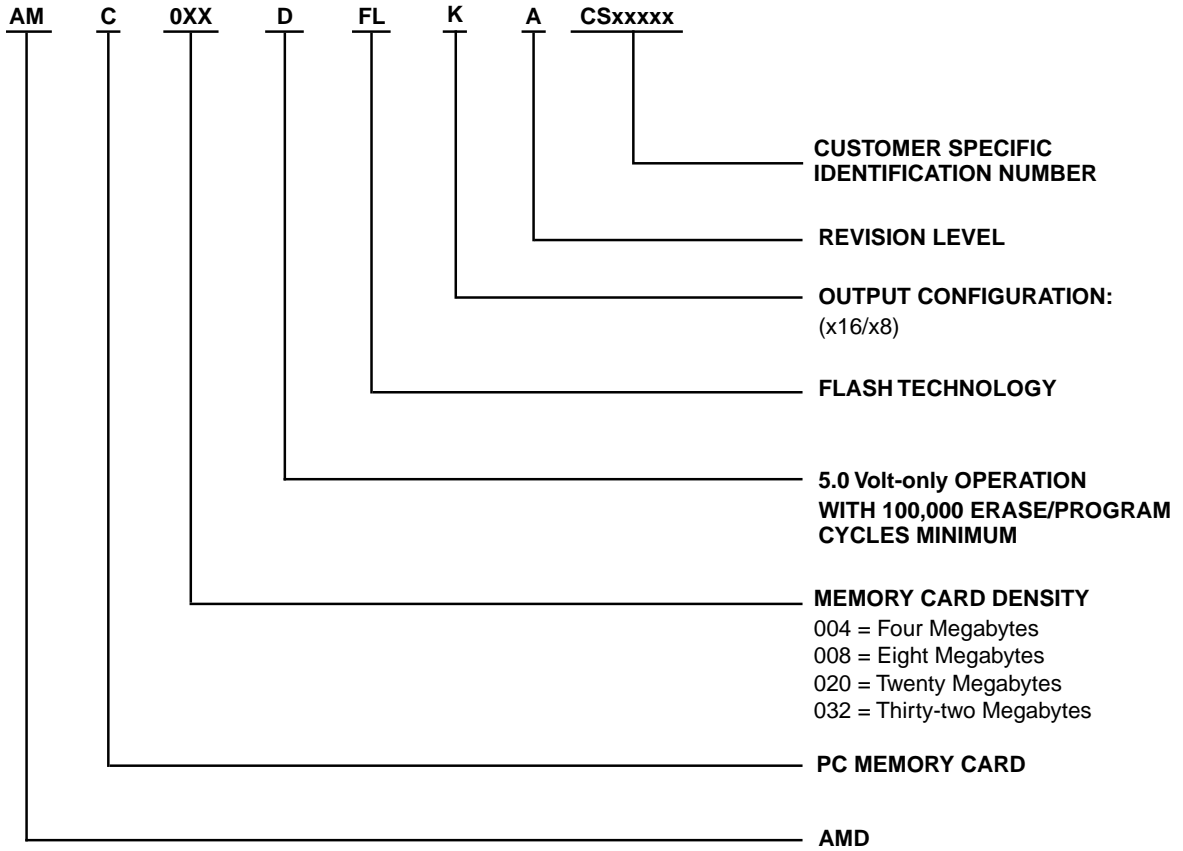 AM C 0XX D FL K A CSxxxxx
CUSTOMER SPECIFIC
IDENTIFICATION NUMBER
REVISION LEVEL
OUTPUT CONFIGURATION:
(x16/x8)
FLASH TECHNOLOGY
5.0 Volt-only OPERATION
WITH 100,000 ERASE/PROGRAM
CYCLES MINIMUM
MEMORY CARD DENSITY
004 = Four Megabytes
008 = Eight Megabytes
020 = Twenty Megabytes
032 = Thirty-two Megabytes
PC MEMORY CARD
AMD